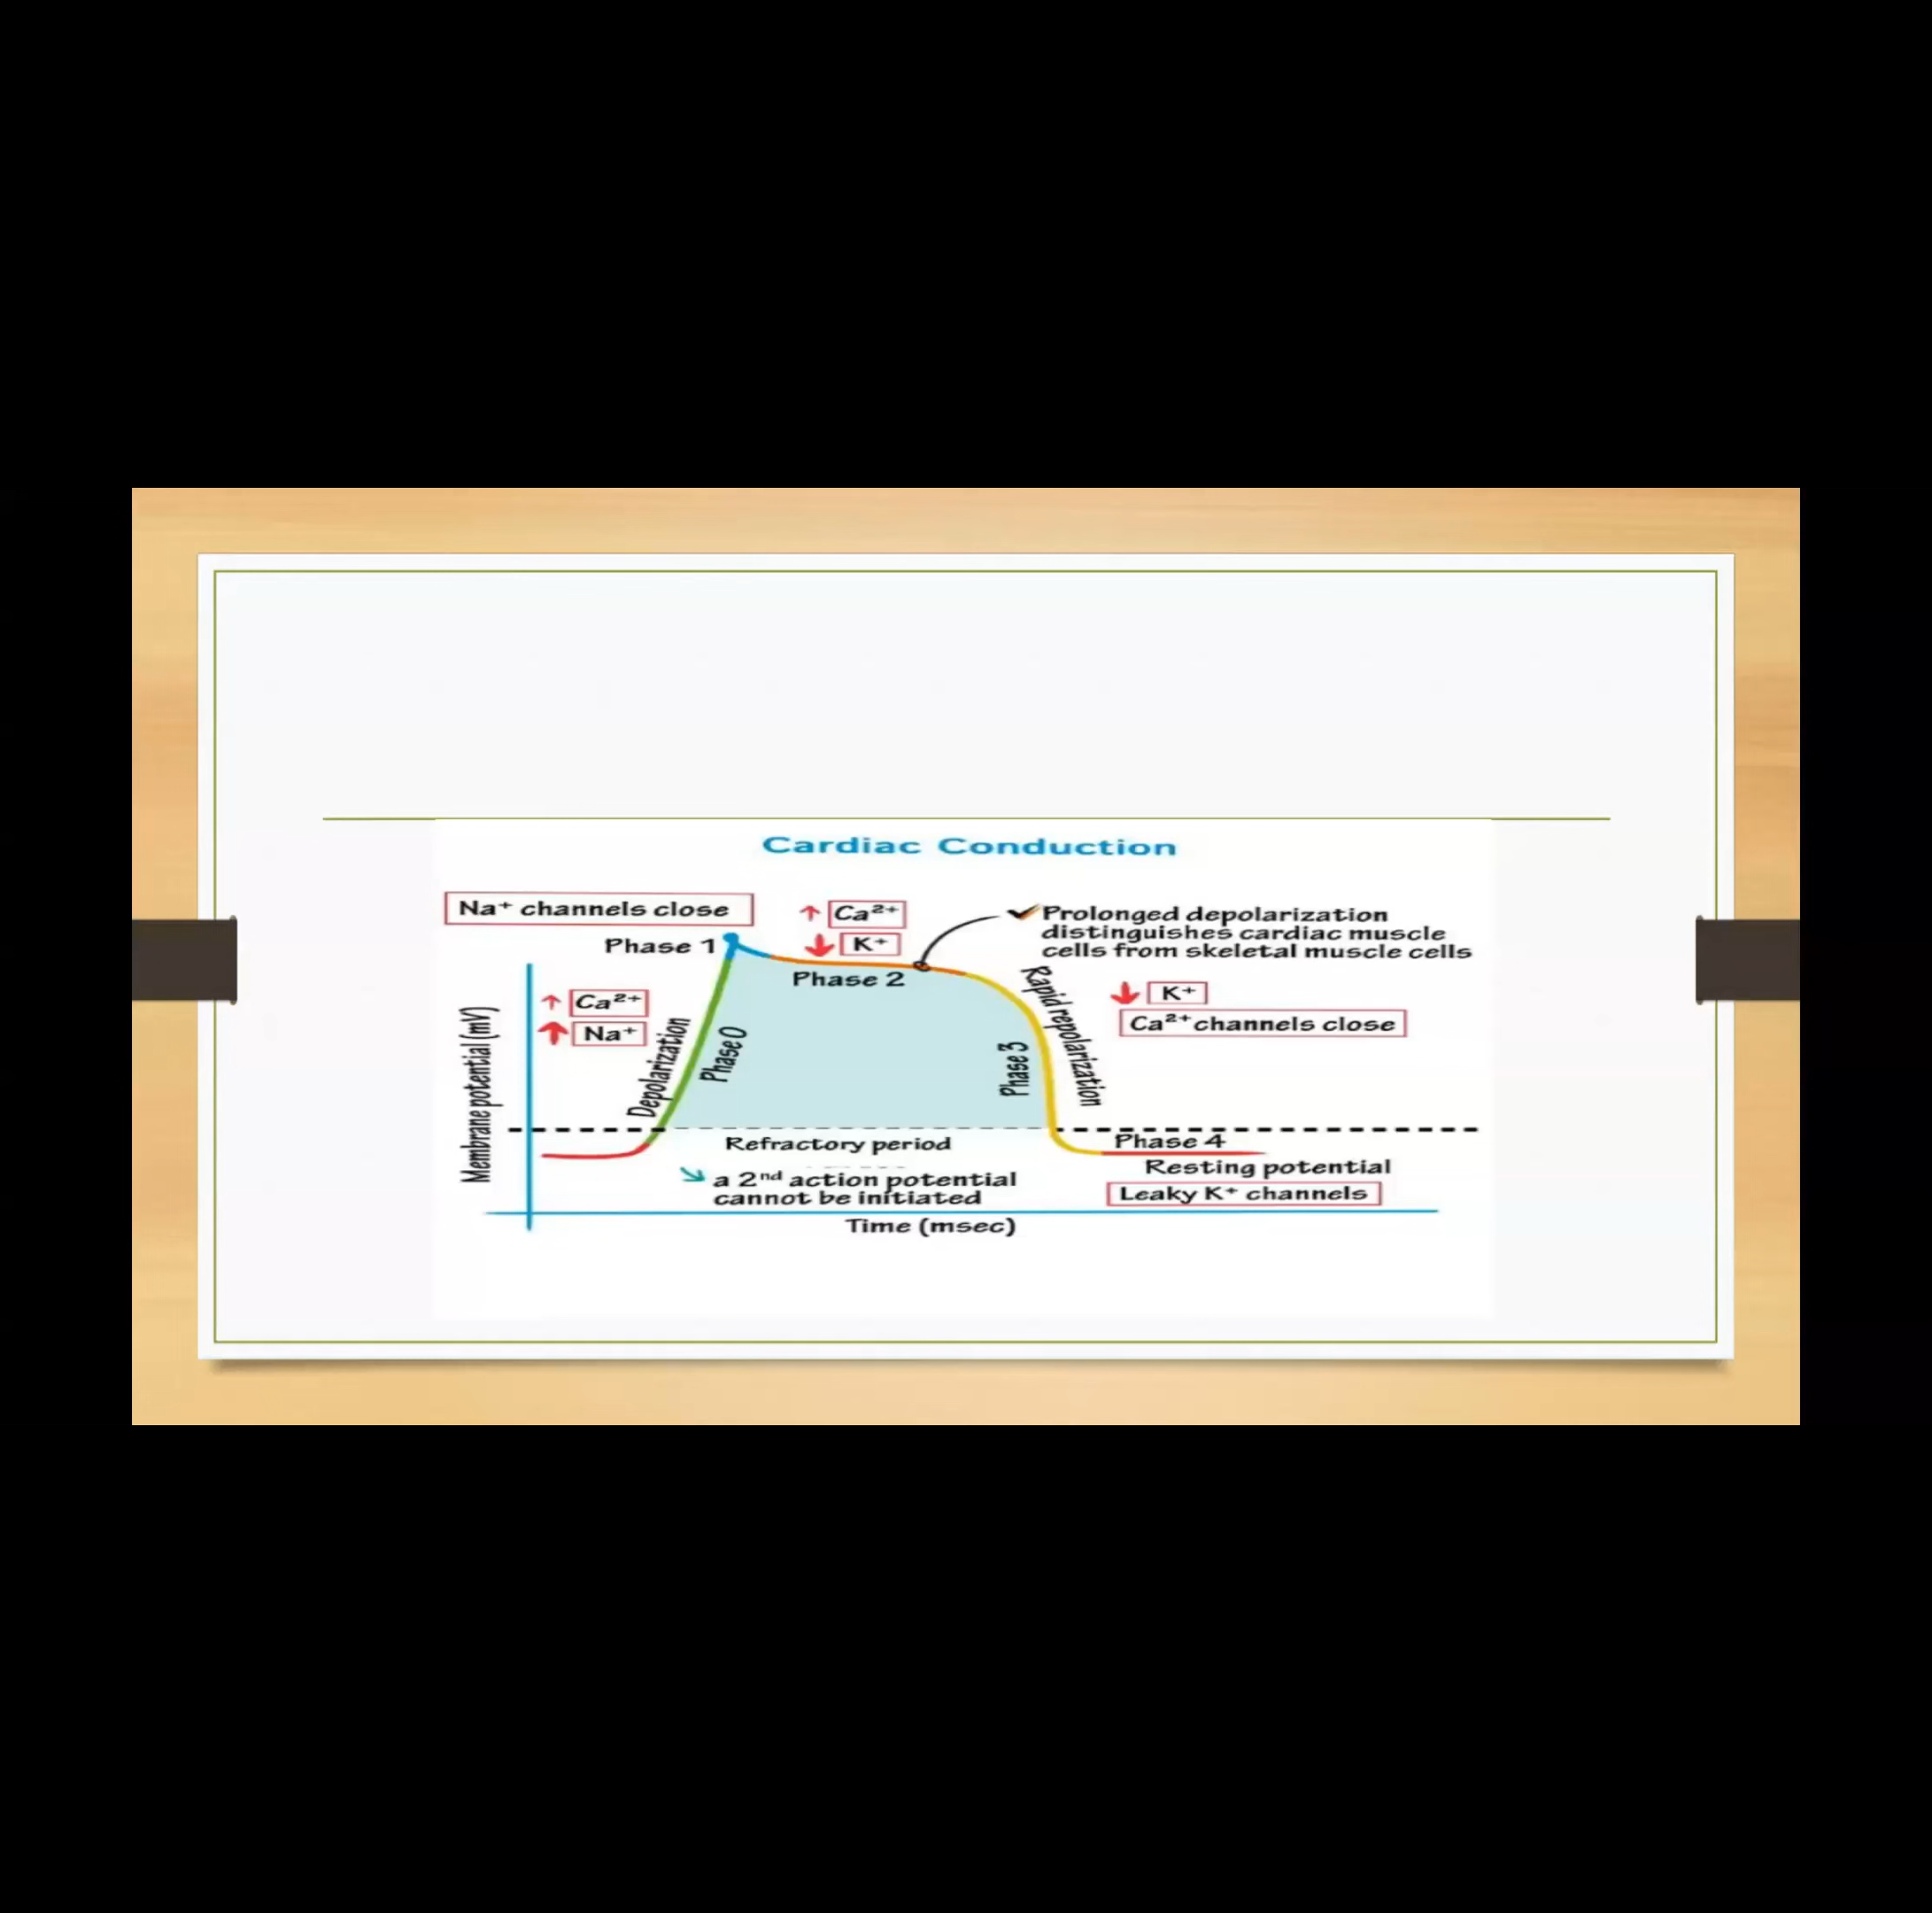 Cardiac Conduction
Na⁺ channels close
Phase 1
↑ Ca²⁺
↓ K⁺
Phase 2
✓ Prolonged depolarization
distinguishes cardiac muscle
cells from skeletal muscle cells
Membrane potential (mV)
↑ Ca²⁺
↑ Na⁺
Depolarization
Phase 0
Phase 3
Rapid repolarization
↓ K⁺
Ca²⁺ channels close
Refractory period
↘ a 2ⁿᵈ action potential
cannot be initiated
Phase 4
Resting potential
Leaky K⁺ channels
Time (msec)